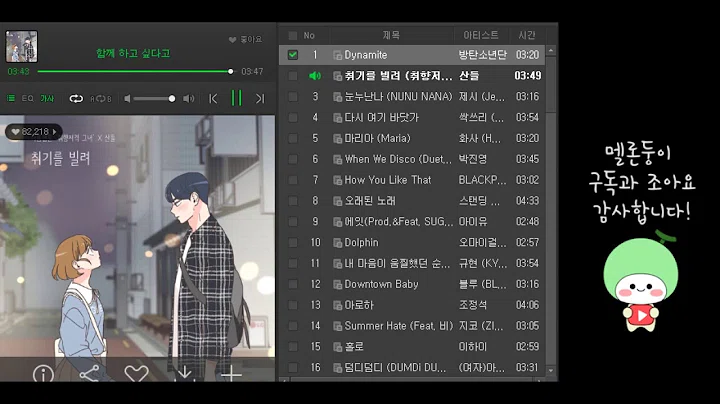 좋아요
함께 하고 싶다고
03:43
03:47
EQ 가사
A B
82,218
취향저격 그녀' X 산들
취기를 빌려
No 제목 아티스트 시간
1 Dynamite 방탄소년단 03:20
취기를 빌려 (취향저... 산들 03:49
3 눈누난나 (NUNU NANA) 제시 (Je... 03:16
4 다시 여기 바닷가 싹쓰리 (... 03:54
5 마리아 (Maria) 화사 (H... 03:20
6 When We Disco (Duet... 박진영 03:45
7 How You Like That BLACKP... 03:02
8 오래된 노래 스탠딩 ... 04:33
9 에잇(Prod.&Feat. SUG... 아이유 02:48
10 Dolphin 오마이걸... 02:57
11 내 마음이 움찔했던 순... 규현 (KY... 03:54
12 Downtown Baby 블루 (BL... 03:16
13 아로하 조정석 04:06
14 Summer Hate (Feat. 비) 지코 (ZI... 03:05
15 홀로 이하이 02:59
16 덤디덤디 (DUMDi DU... (여자)아... 03:31
멜론둥이
구독과 조아요
감사합니다!